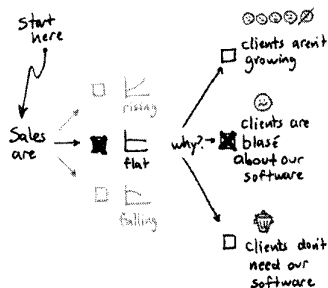 Start
here
Sales
are
rising
flat
falling
why?
clients aren't
growing
clients are
blasé
about our
software
Clients don't
need our
software